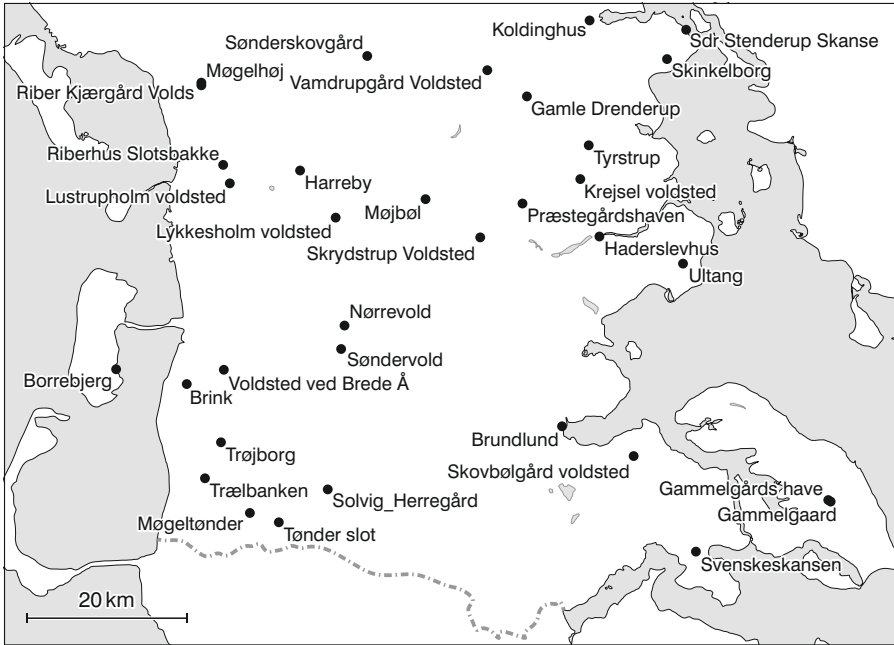 Koldinghus
Sdr Stenderup Skanse
Sønderskovgård
Skinkelborg
Møgelhøj
Vamdrupgård Voldsted
Riber Kjærgård Volds
Gamle Drenderup
Riberhus Slotsbakke
Tyrstrup
Harreby
Lustrupholm voldsted
Krejsel voldsted
Møjbøl
Præstegårdshaven
Lykkesholm voldsted
Skrydstrup Voldsted
Haderslevhus
Ultang
Nørrevold
Søndervold
Borrebjerg
Voldsted ved Brede Å
Brink
Brundlund
Trøjborg
Skovbølgård voldsted
Trælbanken
Solvig_Herregård
Gammelgårds have
Gammelgaard
Møgeltønder
Tønder slot
Svenskeskansen
20 km